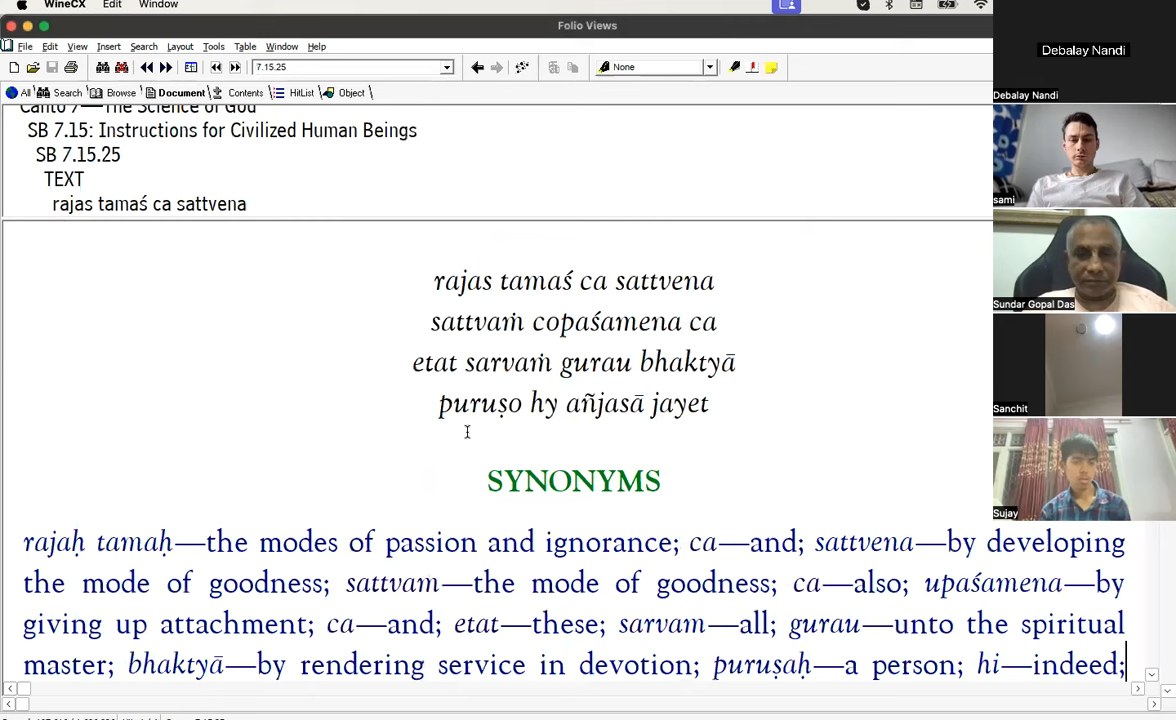 WineCX Edit Window
Folio Views
File Edit View Insert Search Layout Tools Table Window Help
7.15.25 None
All Search Browse Document Contents HitList Object
Canto 7—The Science of God
SB 7.15: Instructions for Civilized Human Beings
SB 7.15.25
TEXT
rajas tamaś ca sattvena
rajas tamaś ca sattvena
sattvaṁ copaśamena ca
etat sarvaṁ gurau bhaktyā
puruṣo hy añjasā jayet
SYNONYMS
rajaḥ tamaḥ—the modes of passion and ignorance; ca—and; sattvena—by developing
the mode of goodness; sattvam—the mode of goodness; ca—also; upaśamena—by
giving up attachment; ca—and; etat—these; sarvam—all; gurau—unto the spiritual
master; bhaktyā—by rendering service in devotion; puruṣaḥ—a person; hi—indeed;
Debalay Nandi
Debalay Nandi
sami
Sundar Gopal Das
Sanchit
Sujay